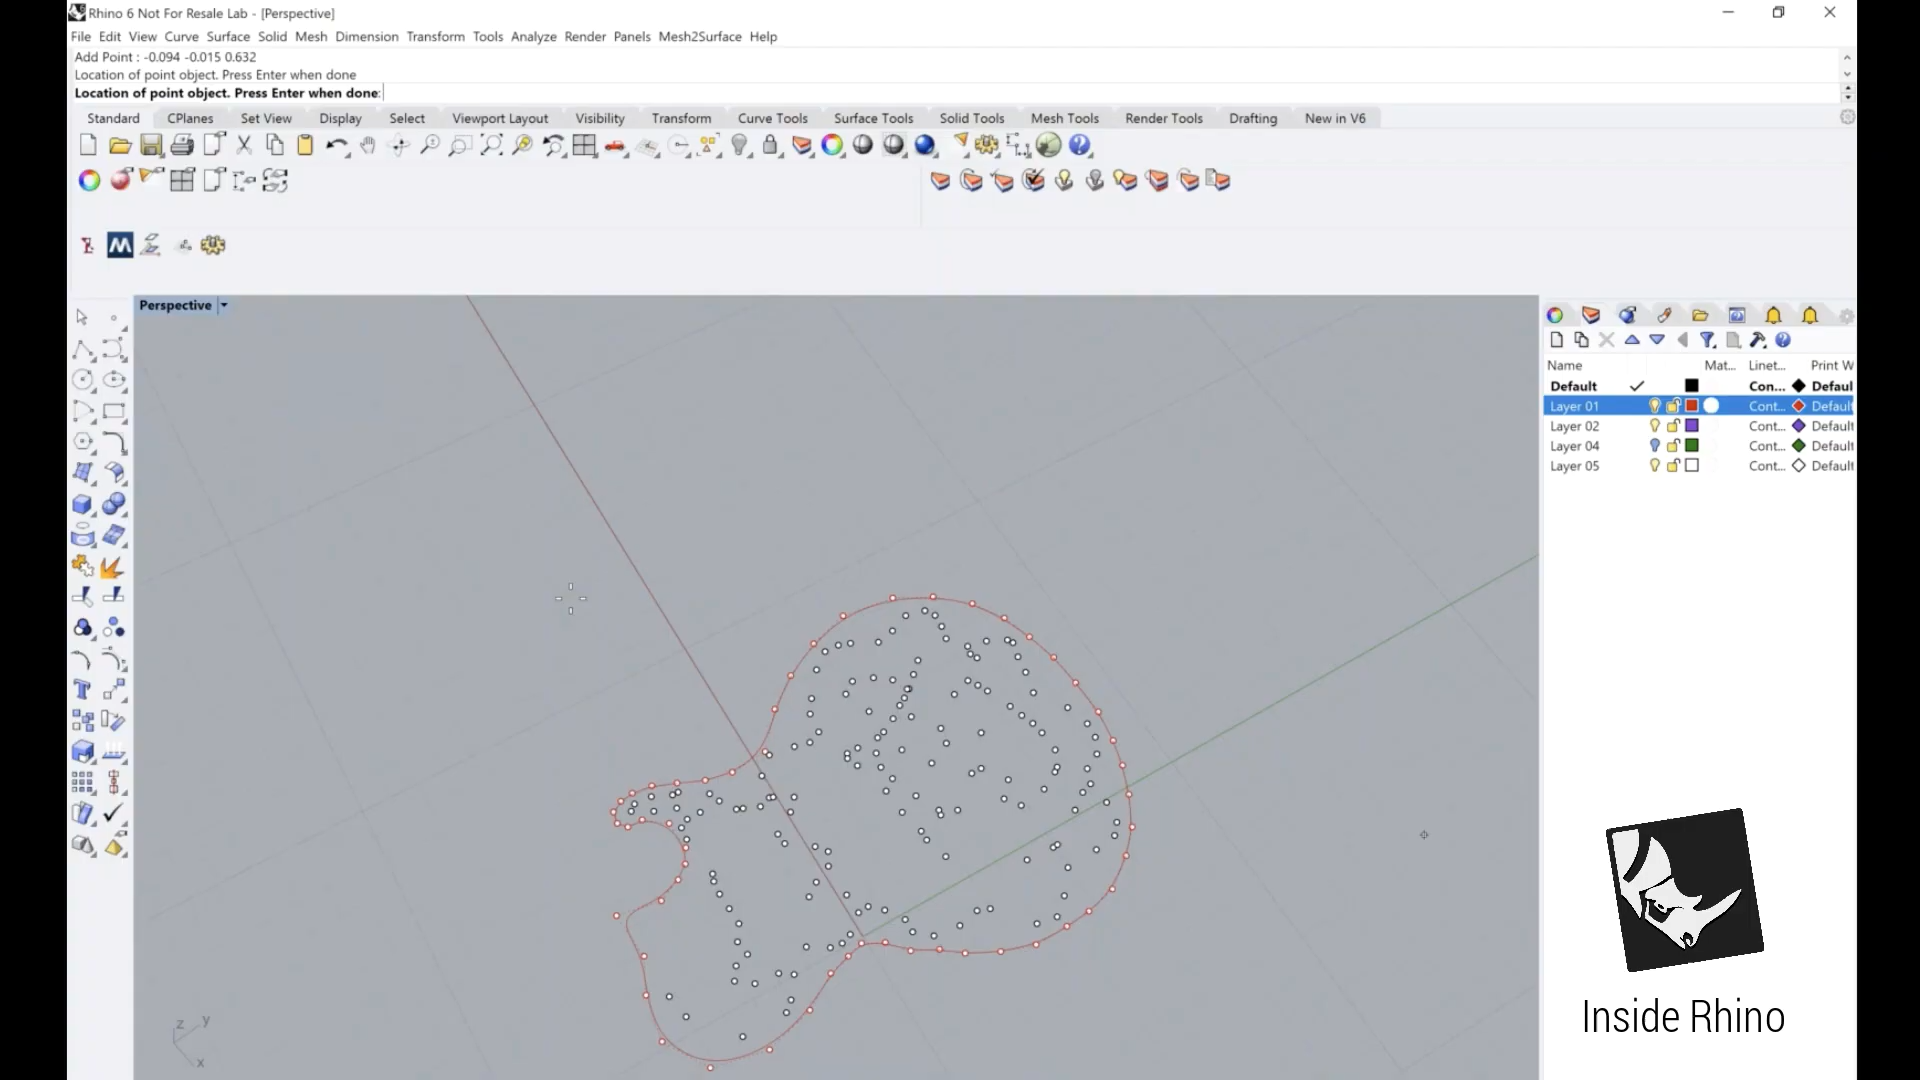 Rhino 6 Not For Resale Lab - [Perspective]
File Edit View Curve Surface Solid Mesh Dimension Transform Tools Analyze Render Panels Mesh2Surface Help
Add Point : -0.094 -0.015 0.632
Location of point object. Press Enter when done
Location of point object. Press Enter when done:
Standard CPlanes Set View Display Select Viewport Layout Visibility Transform Curve Tools Surface Tools Solid Tools Mesh Tools Render Tools Drafting New in V6
Perspective
Name Mat... Linet... Print W
Default Con... Defaul
Layer 01 Cont... Default
Layer 02 Cont... Default
Layer 04 Cont... Default
Layer 05 Cont... Default
Inside Rhino
z y
x